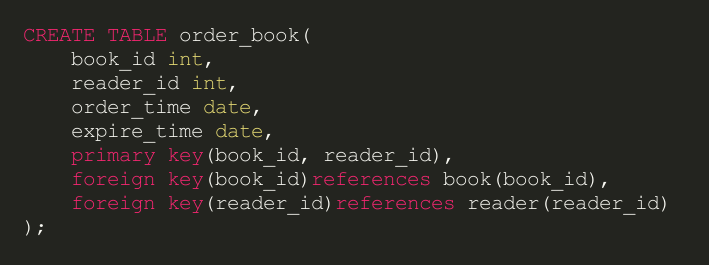 CREATE TABLE order_book(
    book_id int,
    reader_id int,
    order_time date,
    expire_time date,
    primary key(book_id, reader_id),
    foreign key(book_id)references book(book_id),
    foreign key(reader_id)references reader(reader_id)
);